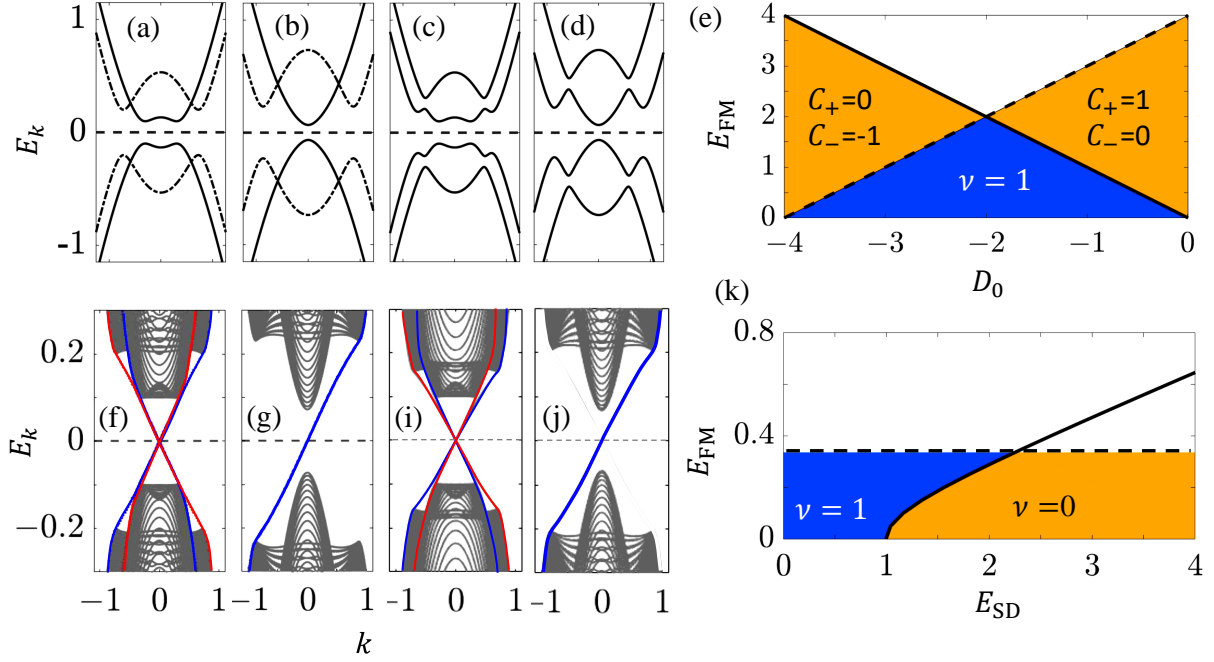 (a) (b) (c) (d)
1
0
-1
E_k
(e)
4
3
2
1
0
E_FM
C_+=0
C_-=-1
C_+=1
C_-=0
ν = 1
−4 −3 −2 −1 0
D_0
(f) (g) (i) (j)
0.2
0
−0.2
E_k
−1 0 1 −1 0 1 −1 0 1 -1 0 1
k
(k)
0.8
0.4
0
E_FM
ν = 1
ν =0
0 1 2 3 4
E_SD